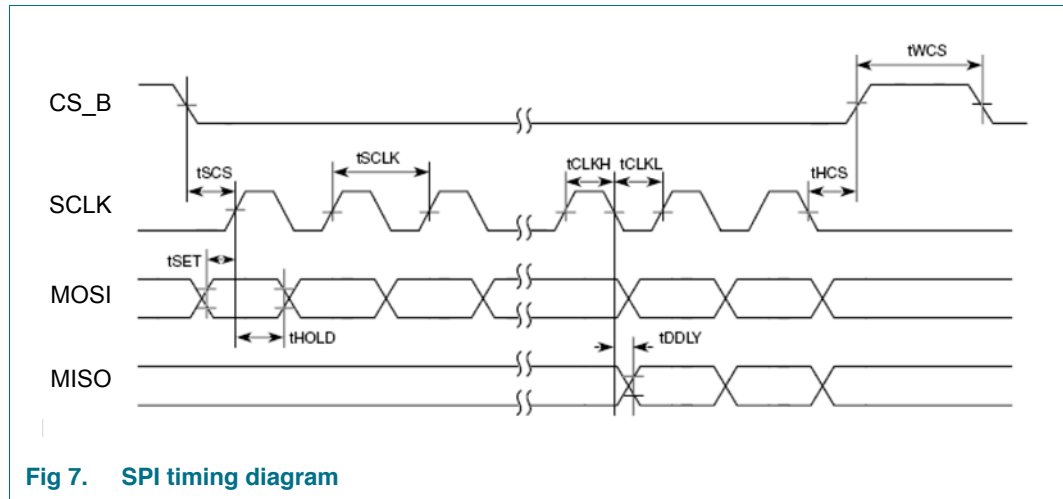 tWCS
CS_B
tSCS
tSCLK
tCLKH
tCLKL
tHCS
SCLK
tSET
MOSI
tHOLD
tDDLY
MISO
Fig 7. SPI timing diagram